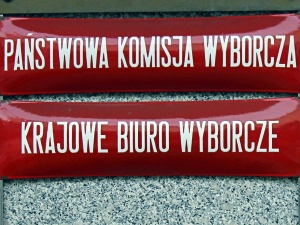 PAŃSTWOWA KOMISJA WYBORCZA
KRAJOWE BIURO WYBORCZE